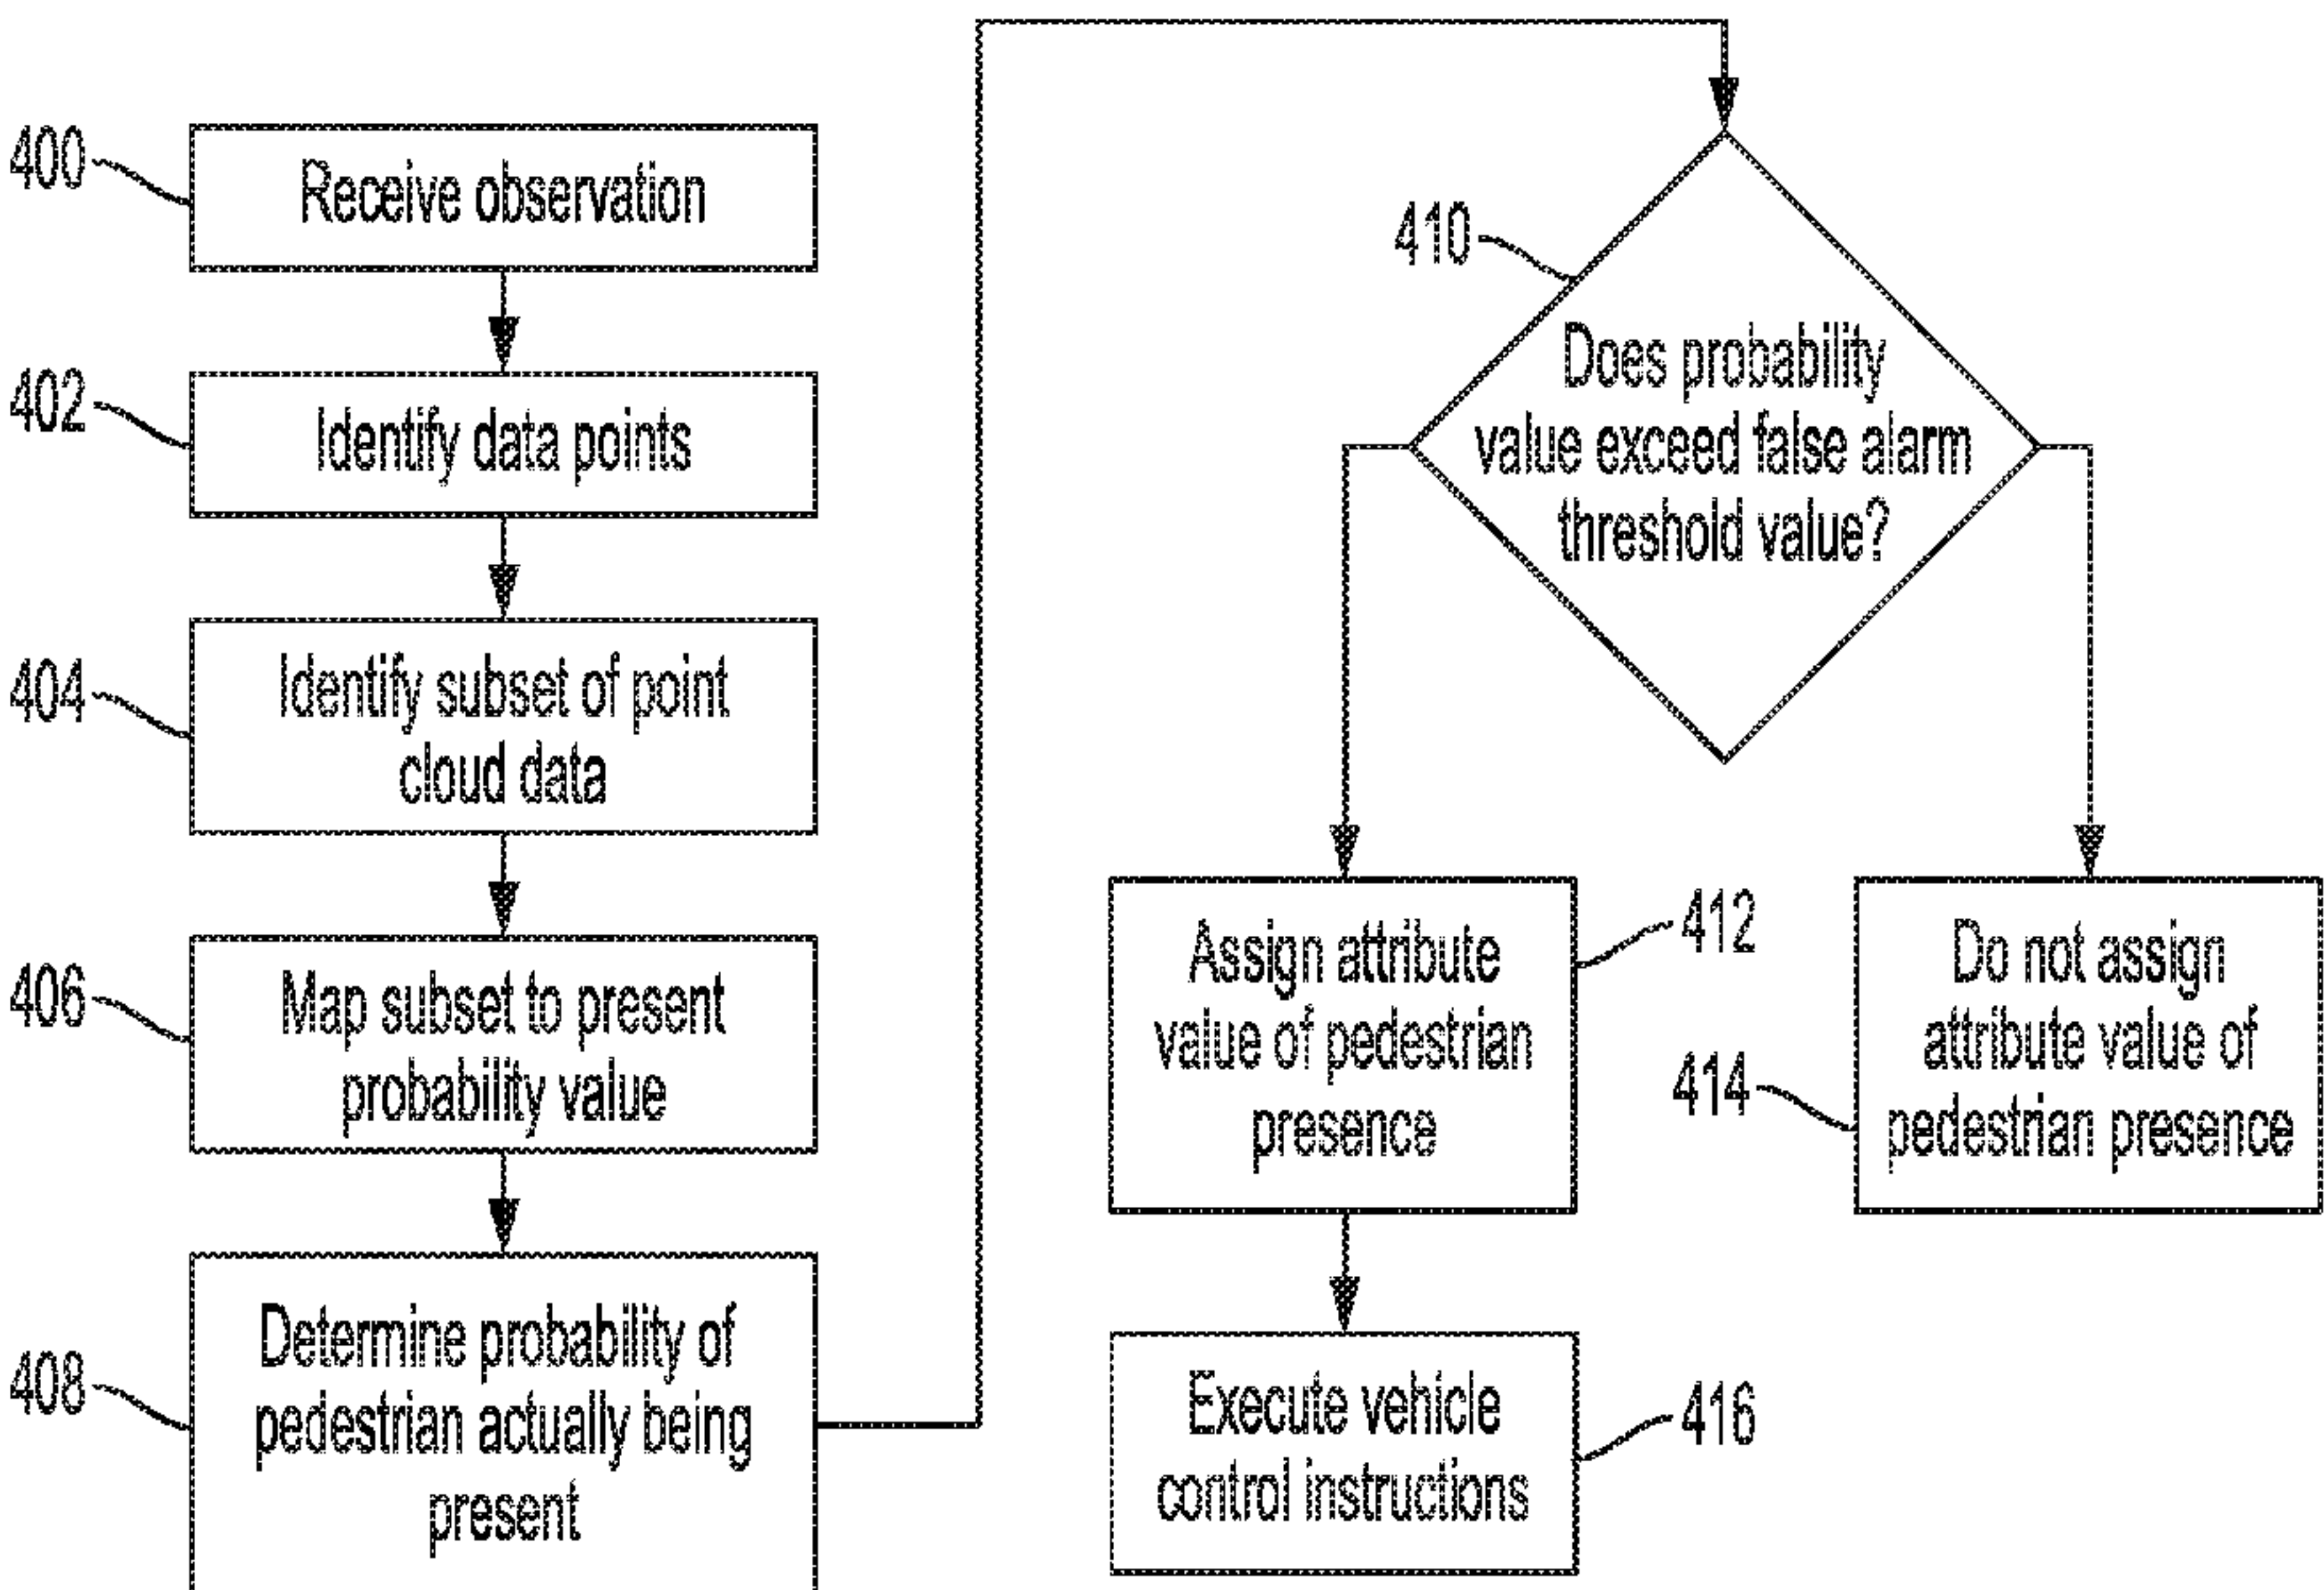 400
Receive observation
402
Identify data points
404
Identify subset of point
cloud data
406
Map subset to present
probability value
408
Determine probability of
pedestrian actually being
present
410
Does probability
value exceed false alarm
threshold value?
412
Assign attribute
value of pedestrian
presence
414
Do not assign
attribute value of
pedestrian presence
416
Execute vehicle
control instructions